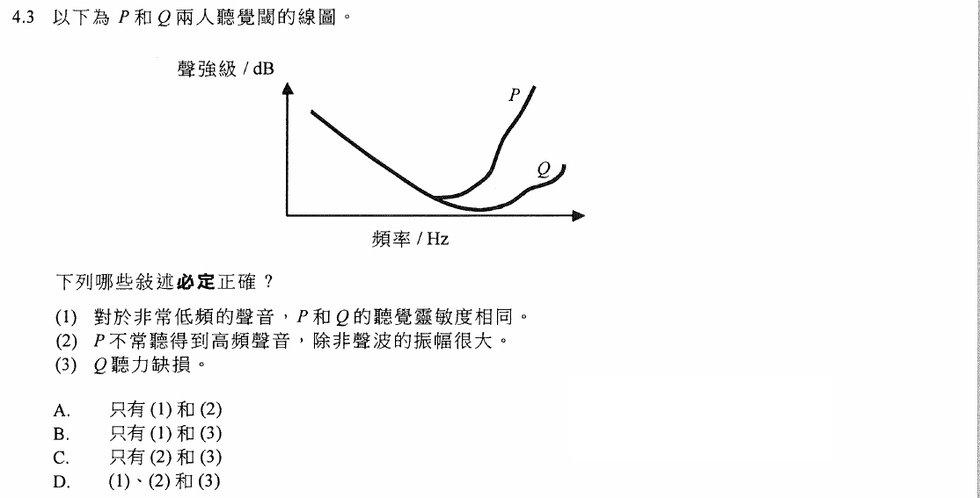 4.3 以下為 P 和 Q 兩人聽覺閾的線圖。
聲強級 / dB
P
Q
頻率 / Hz
下列哪些敍述必定正確？
(1) 對於非常低頻的聲音，P 和 Q 的聽覺靈敏度相同。
(2) P 不常聽得到高頻聲音，除非聲波的振幅很大。
(3) Q 聽力缺損。
A. 只有 (1) 和 (2)
B. 只有 (1) 和 (3)
C. 只有 (2) 和 (3)
D. (1)、(2) 和 (3)